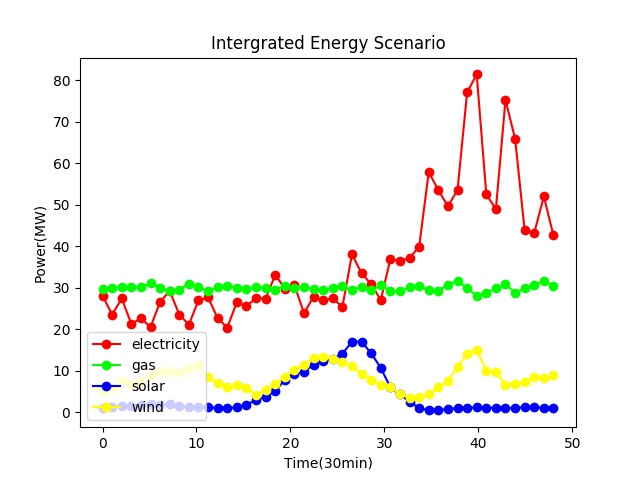 Intergrated Energy Scenario
Power(MW)
80
70
60
50
40
30
20
10
0
electricity
gas
solar
wind
0 10 20 30 40 50
Time(30min)